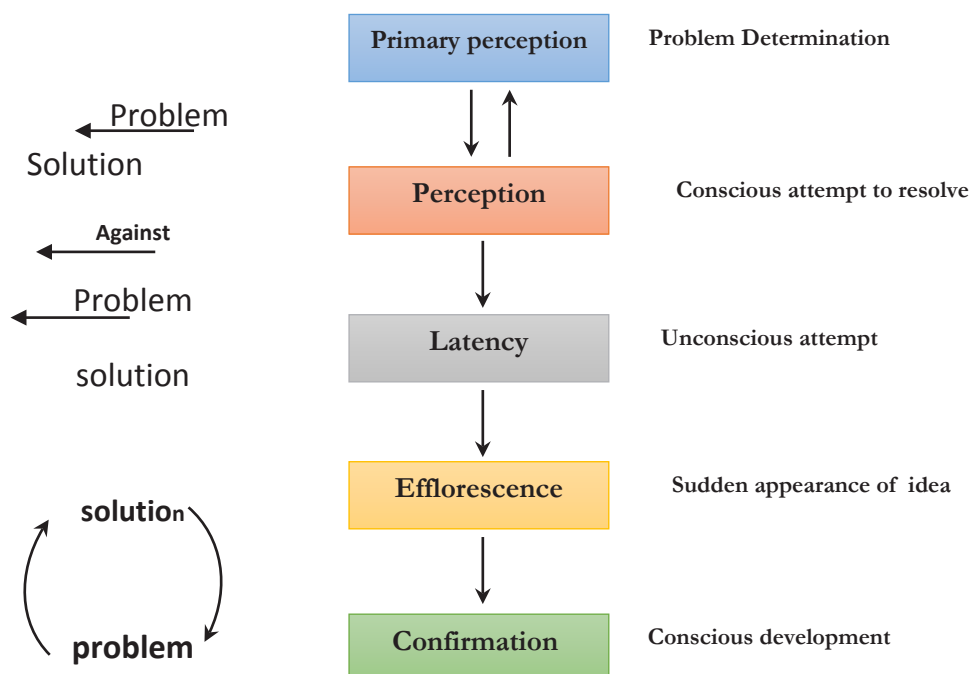 Primary perception
Problem Determination
Problem
Solution
Perception
Conscious attempt to resolve
Against
Problem
Latency
Unconscious attempt
solution
Efflorescence
Sudden appearance of idea
solution
problem
Confirmation
Conscious development